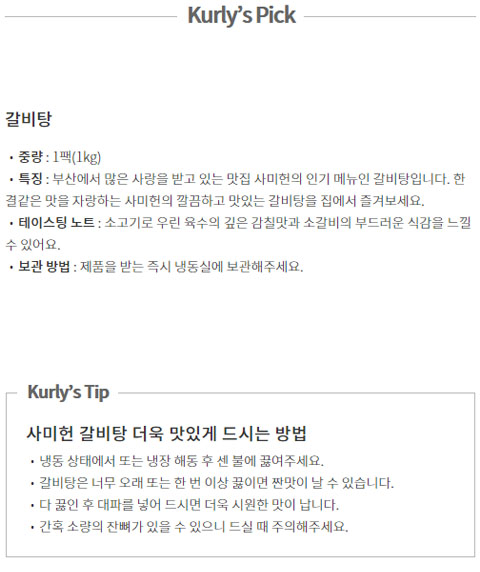 Kurly's Pick
갈비탕
• 중량 : 1팩(1kg)
• 특징 : 부산에서 많은 사랑을 받고 있는 맛집 사미헌의 인기 메뉴인 갈비탕입니다. 한
결같은 맛을 자랑하는 사미헌의 깔끔하고 맛있는 갈비탕을 집에서 즐겨보세요.
• 테이스팅 노트 : 소고기로 우린 육수의 깊은 감칠맛과 소갈비의 부드러운 식감을 느낄
수 있어요.
• 보관 방법 : 제품을 받는 즉시 냉동실에 보관해주세요.
Kurly's Tip
사미헌 갈비탕 더욱 맛있게 드시는 방법
• 냉동 상태에서 또는 냉장 해동 후 센 불에 끓여주세요.
• 갈비탕은 너무 오래 또는 한 번 이상 끓이면 짠맛이 날 수 있습니다.
• 다 끓인 후 대파를 넣어 드시면 더욱 시원한 맛이 납니다.
• 간혹 소량의 잔뼈가 있을 수 있으니 드실 때 주의해주세요.